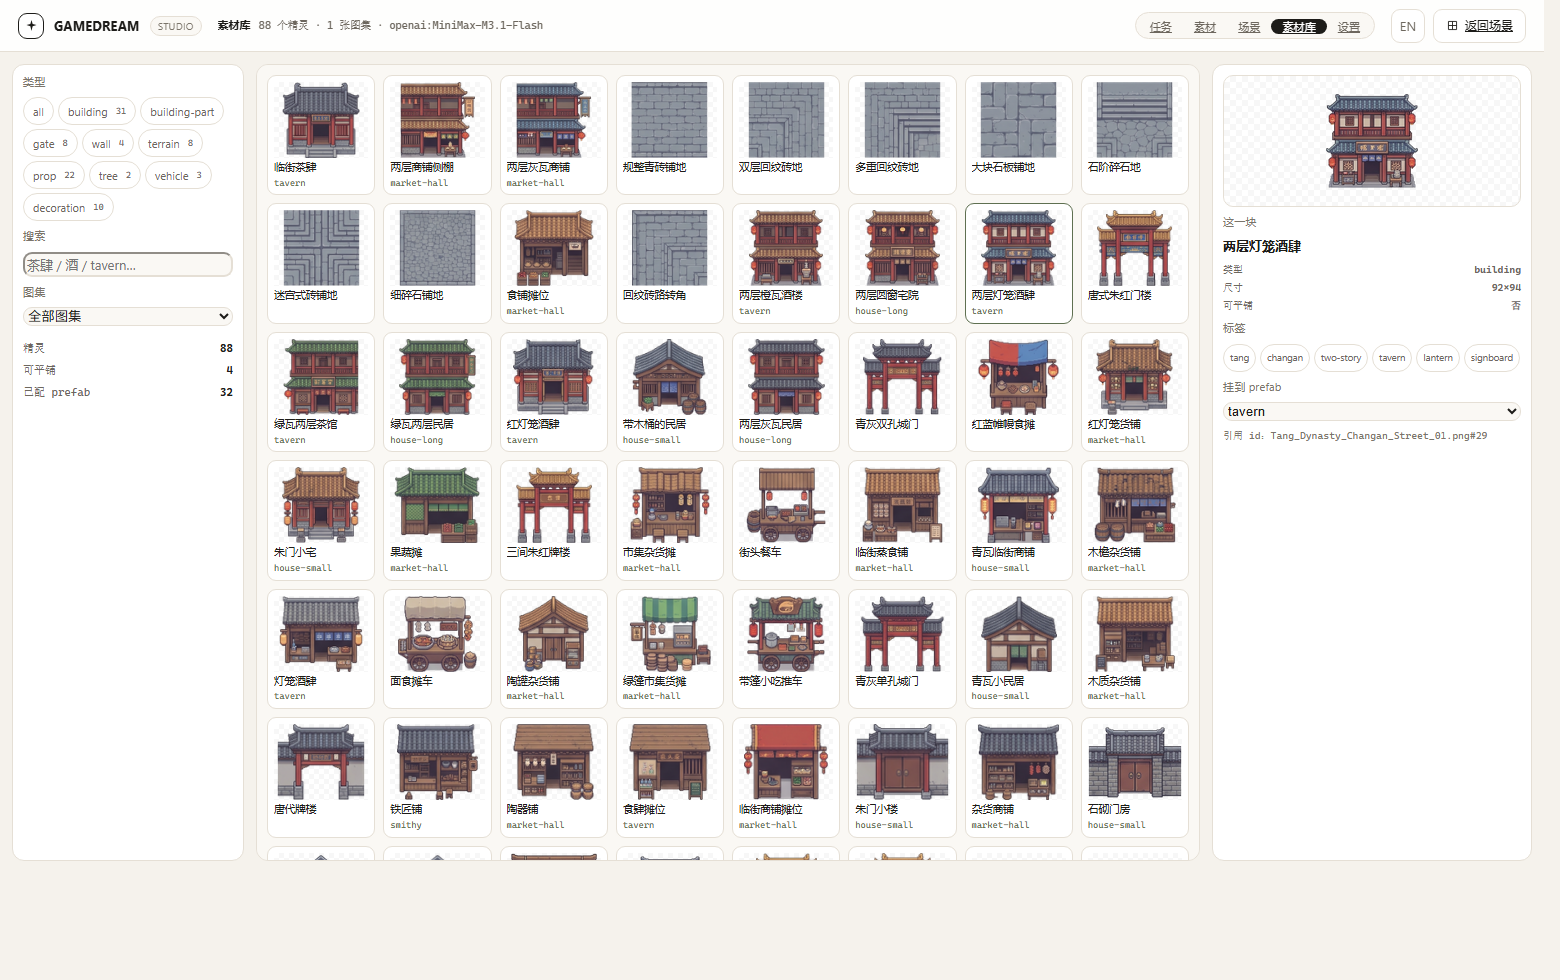 GAMEDREAM STUDIO 素材库 88 个精灵 · 1 张图集 · openai:MiniMax-M3.1-Flash 任务 素材 场景 素材库 设置 EN 返回场景
类型
all building 31 building-part
gate 8 wall 4 terrain 8
prop 22 tree 2 vehicle 3
decoration 10
搜索
茶肆 / 酒 / tavern...
图集
全部图集
精灵 88
可平铺 4
已配 prefab 32
临街茶肆 两层商铺侧棚 两层灰瓦商铺 规整青砖铺地 双层回纹砖地 多重回纹砖地 大块石板铺地 石阶碎石地
tavern market-hall market-hall
迷宫式砖铺地 细碎石铺地 食铺摊位 回纹砖路转角 两层橙瓦酒楼 两层圆窗宅院 两层灯笼酒肆 唐式朱红门楼
market-hall tavern house-long tavern
绿瓦两层茶馆 绿瓦两层民居 红灯笼酒肆 带木桶的民居 两层灰瓦民居 青灰双孔城门 红蓝帷幔食摊 红灯笼货铺
tavern house-long tavern house-small house-long market-hall
朱门小宅 果蔬摊 三间朱红牌楼 市集杂货摊 街头餐车 临街蒸食铺 青瓦临街商铺 木檐杂货铺
house-small market-hall market-hall market-hall house-small market-hall
灯笼酒肆 面食摊车 陶罐杂货铺 绿篷市集货摊 带篷小吃推车 青灰单孔城门 青瓦小民居 木质杂货铺
tavern market-hall market-hall house-small market-hall
唐代牌楼 铁匠铺 陶器铺 食肆摊位 临街商铺摊位 朱门小楼 杂货商铺 石砌门房
smithy market-hall tavern market-hall house-small market-hall house-small
这一块
两层灯笼酒肆
类型 building
尺寸 92×94
可平铺 否
标签
tang changan two-story tavern lantern signboard
挂到 prefab
tavern
引用 id: Tang_Dynasty_Changan_Street_01.png#29